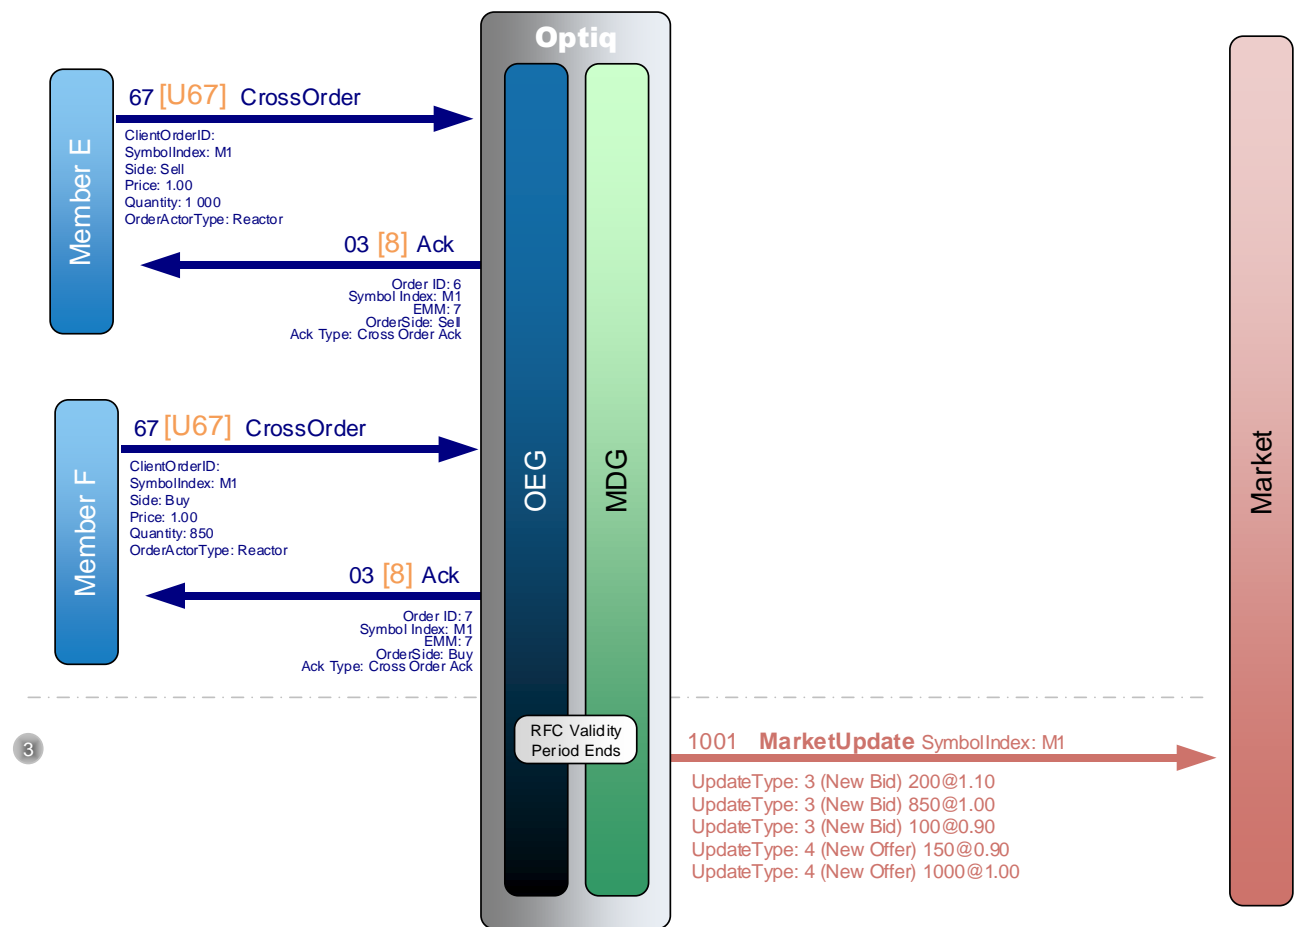 Optiq
Member E
67 [U67] CrossOrder
ClientOrderID:
SymbolIndex: M1
Side: Sell
Price: 1.00
Quantity: 1 000
OrderActorType: Reactor
03 [8] Ack
Order ID: 6
Symbol Index: M1
EMM: 7
OrderSide: Sell
Ack Type: Cross Order Ack
Member F
67 [U67] CrossOrder
ClientOrderID:
SymbolIndex: M1
Side: Buy
Price: 1.00
Quantity: 850
OrderActorType: Reactor
03 [8] Ack
Order ID: 7
Symbol Index: M1
EMM: 7
OrderSide: Buy
Ack Type: Cross Order Ack
OEG
MDG
Market
3
RFC Validity
Period Ends
1001 MarketUpdate SymbolIndex: M1
UpdateType: 3 (New Bid) 200@1.10
UpdateType: 3 (New Bid) 850@1.00
UpdateType: 3 (New Bid) 100@0.90
UpdateType: 4 (New Offer) 150@0.90
UpdateType: 4 (New Offer) 1000@1.00